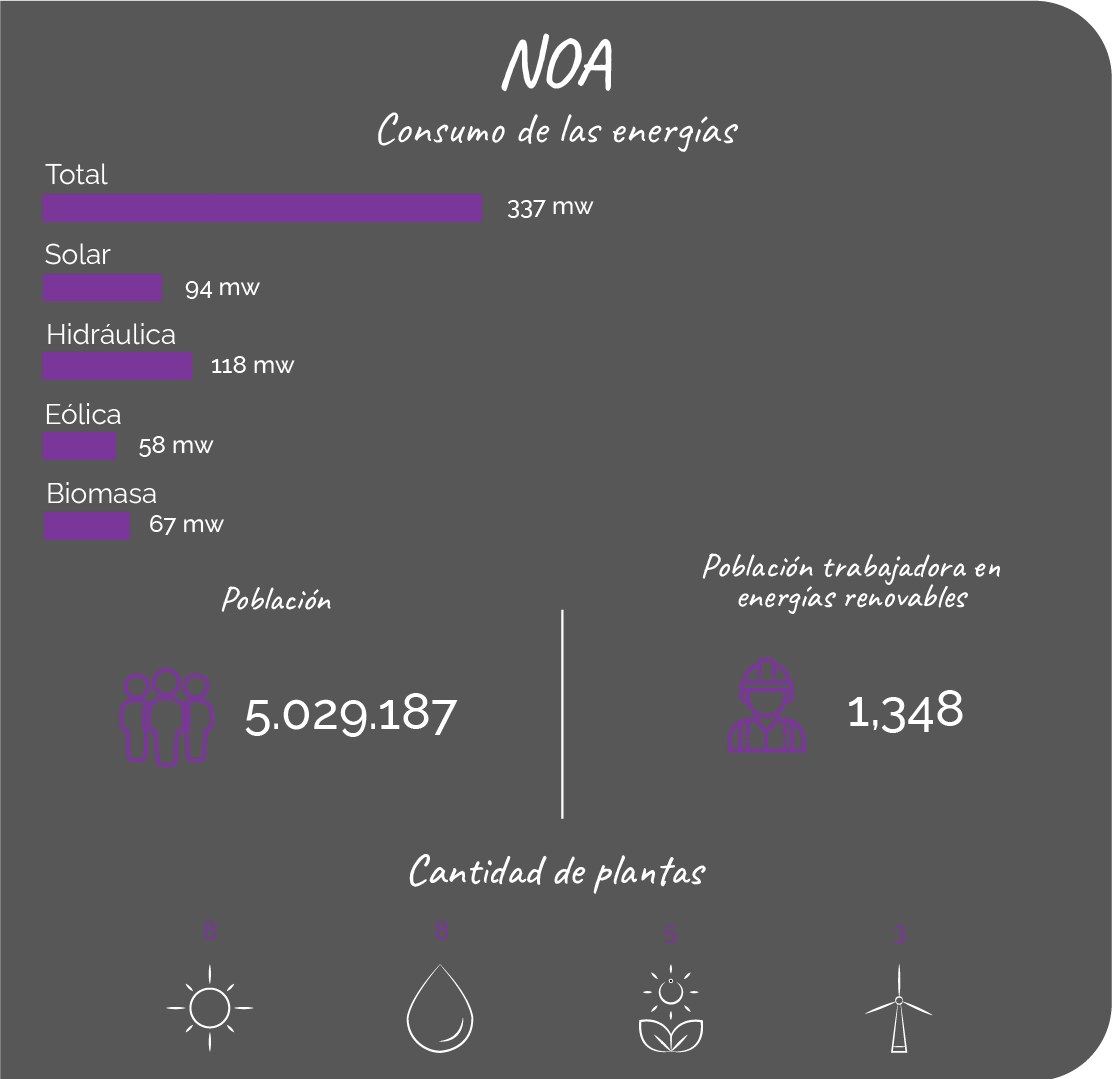 NOA
Consumo de las energías
Total
337 mw
Solar
94 mw
Hidráulica
118 mw
Eólica
58 mw
Biomasa
67 mw
Población
5.029.187
Población trabajadora en
energías renovables
1,348
Cantidad de plantas
8 8 5 3